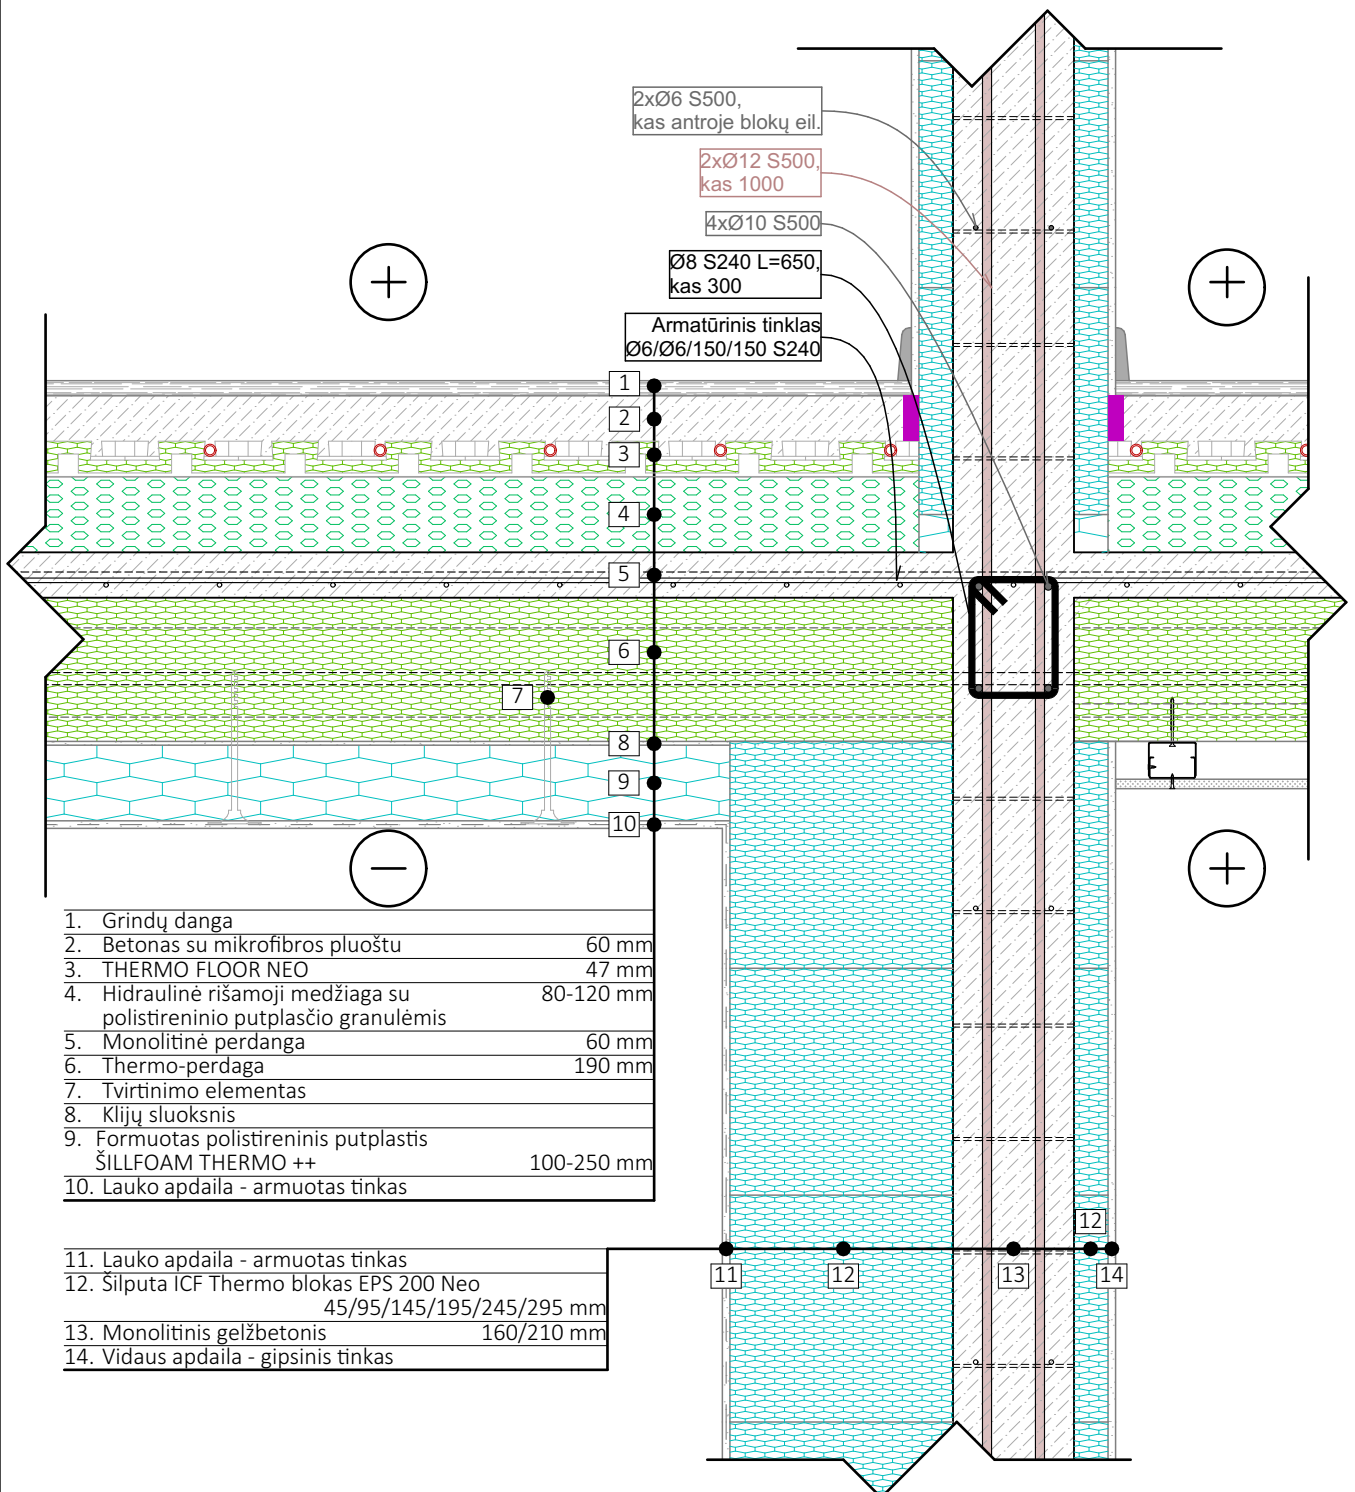 2xØ6 S500,
kas antroje blokų eil.
2xØ12 S500,
kas 1000
4xØ10 S500
Ø8 S240 L=650,
kas 300
Armatūrinis tinklas
Ø6/Ø6/150/150 S240
1
2
3
4
5
6
7
8
9
10
1. Grindų danga
2. Betonas su mikrofibros pluoštu 60 mm
3. THERMO FLOOR NEO 47 mm
4. Hidraulinė rišamoji medžiaga su 80-120 mm
polistireninio putplasčio granulėmis
5. Monolitinė perdanga 60 mm
6. Thermo-perdaga 190 mm
7. Tvirtinimo elementas
8. Klijų sluoksnis
9. Formuotas polistireninis putplastis
ŠILLFOAM THERMO ++ 100-250 mm
10. Lauko apdaila - armuotas tinkas
12
11 12 13 14
11. Lauko apdaila - armuotas tinkas
12. Šilputa ICF Thermo blokas EPS 200 Neo
45/95/145/195/245/295 mm
13. Monolitinis gelžbetonis 160/210 mm
14. Vidaus apdaila - gipsinis tinkas